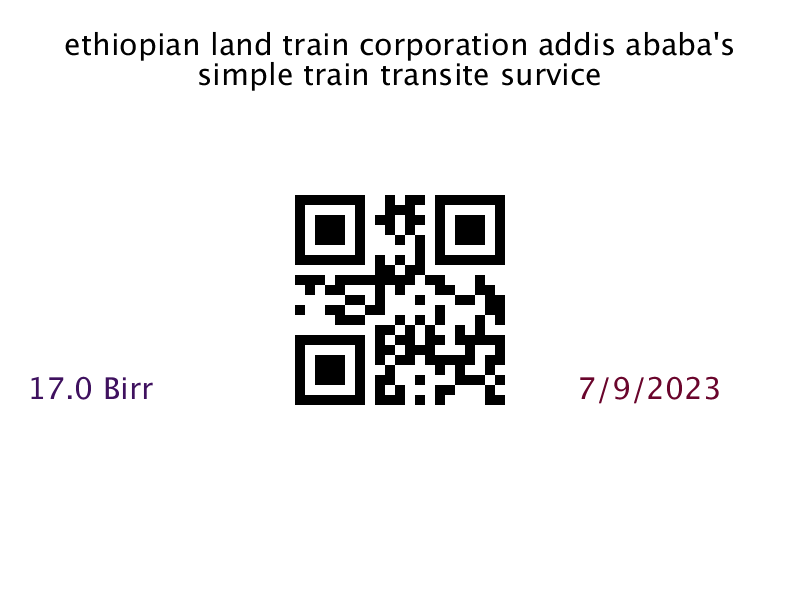 ethiopian land train corporation addis ababa's
simple train transite survice
17.0 Birr
7/9/2023